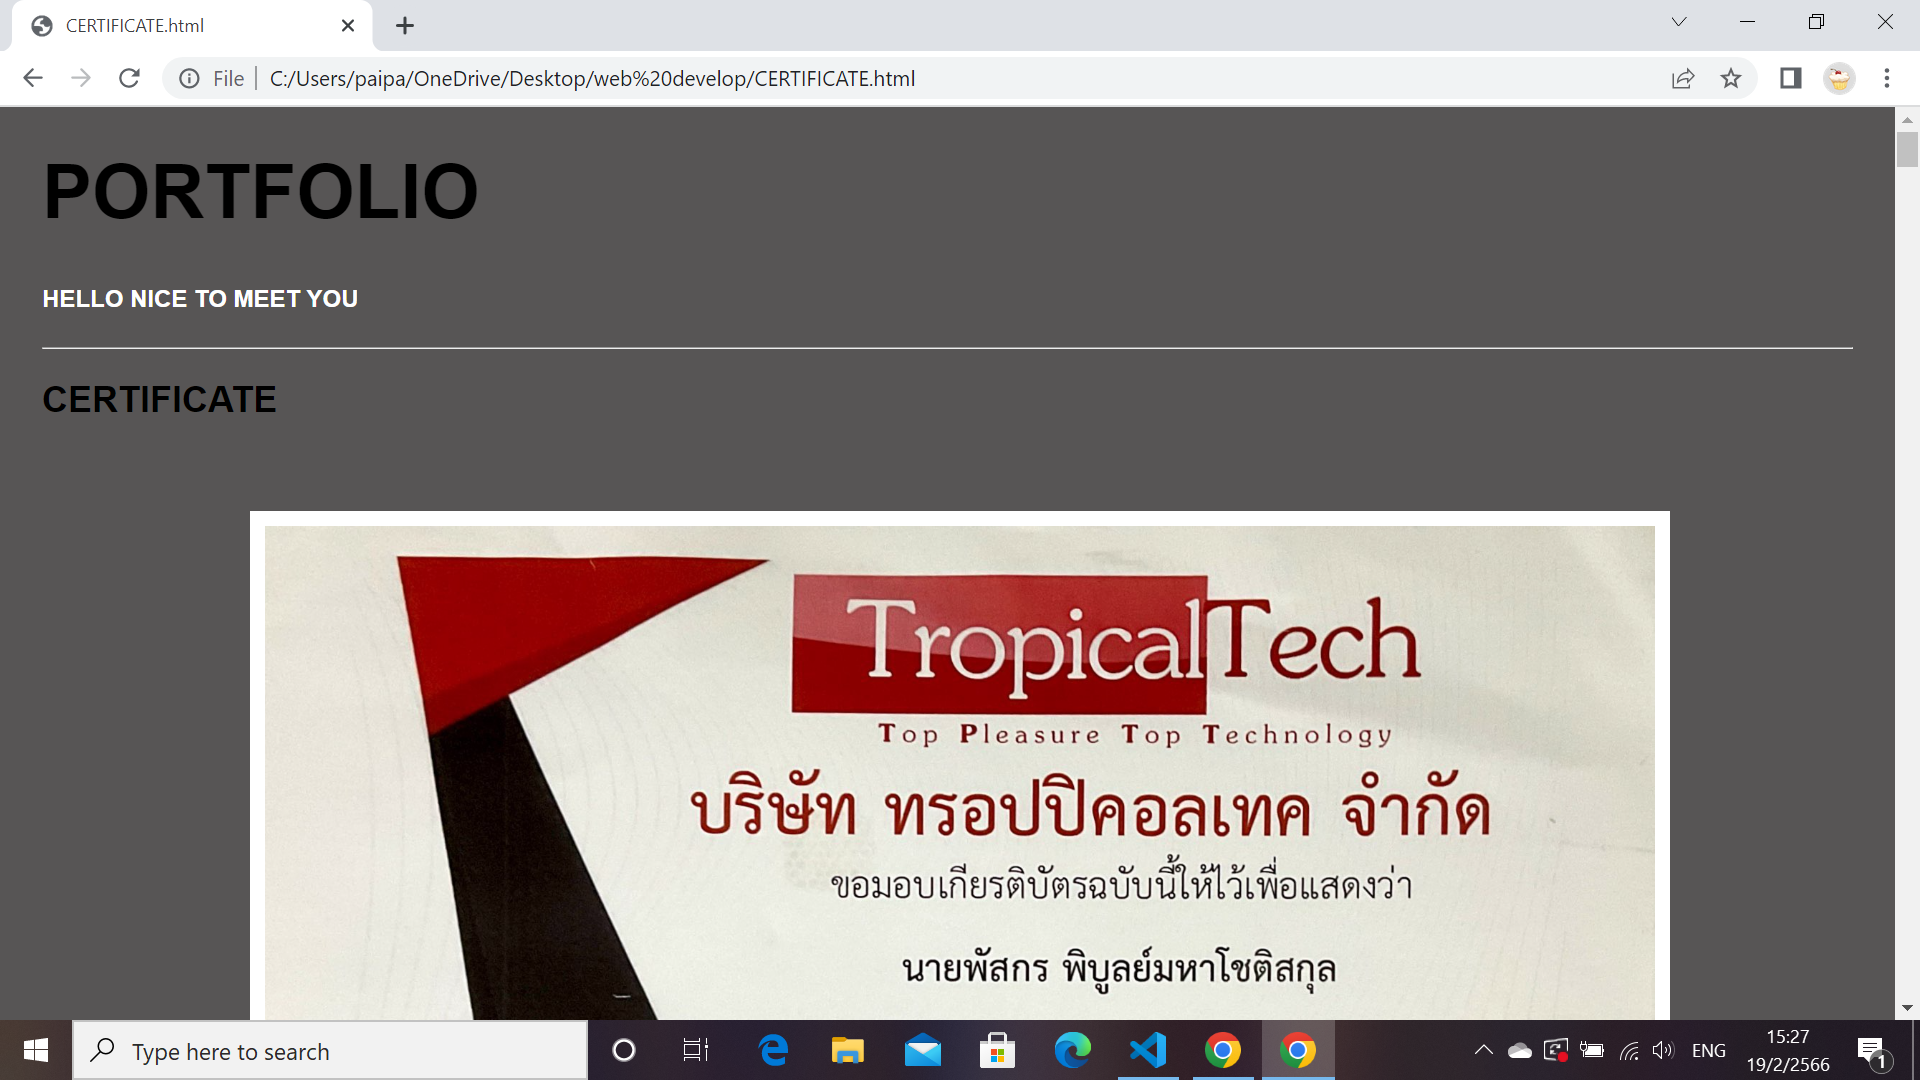 CERTIFICATE.html
File
C:/Users/paipa/OneDrive/Desktop/web%20develop/CERTIFICATE.html
PORTFOLIO
HELLO NICE TO MEET YOU
CERTIFICATE
TropicalTech
Top Pleasure Top Technology
บริษัท ทรอปปิคอลเทค จำกัด
ขอมอบเกียรติบัตรฉบับนี้ให้ไว้เพื่อแสดงว่า
นายพัสกร พิบูลย์มหาโชติสกุล
Type here to search
ENG
15:27
19/2/2566
1